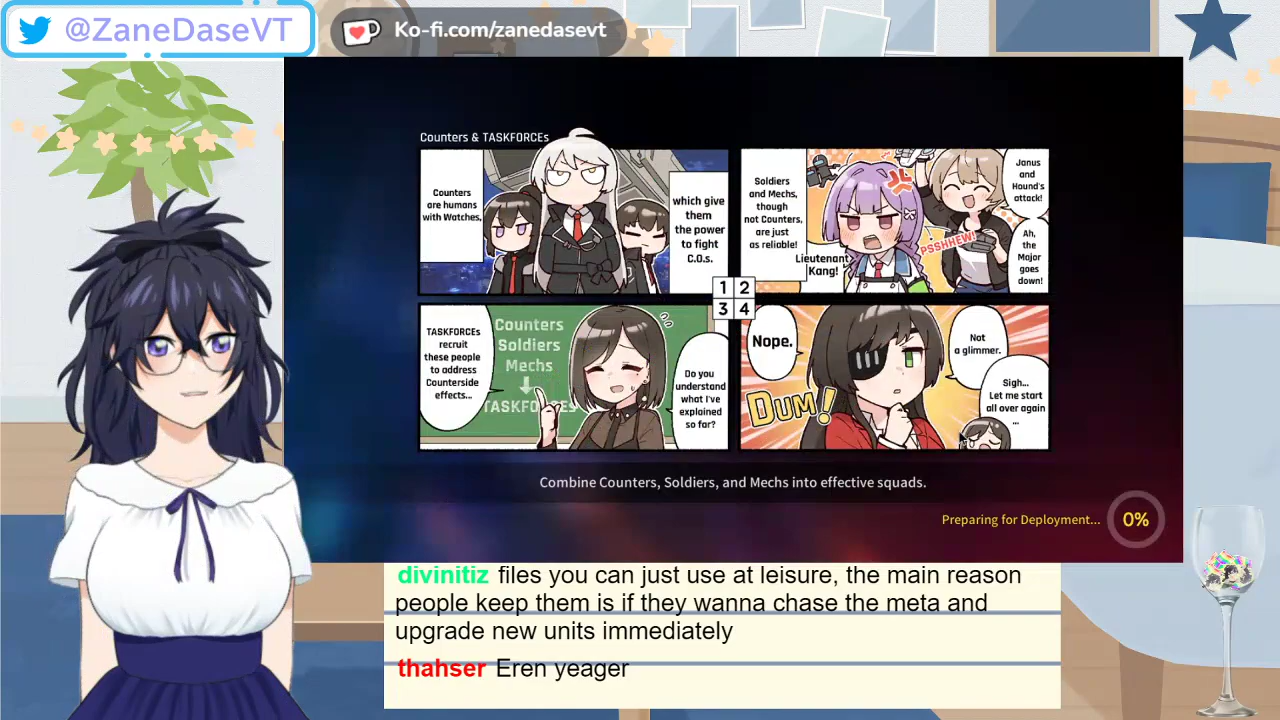 @ZaneDaseVT
Ko-fi.com/zanedasevt
Counters & TASKFORCEs
Counters
are humans
with Watches,
which give
them
the power
to fight
C.O.s.
Soldiers
and Mechs,
though
not Counters,
are just
as reliable!
Lieutenant
Kang!
PSSHHEW!
Janus
and
Hound's
attack!
Ah,
the
Major
goes
down!
1 2
3 4
TASKFORCEs
recruit
these people
to address
Counterside
effects...
Counters
Soldiers
Mechs
TASKFORCEs
Do you
understand
what I've
explained
so far?
Nope.
DUM!
Not
a glimmer.
Sigh...
Let me start
all over again
...
Combine Counters, Soldiers, and Mechs into effective squads.
Preparing for Deployment...
0%
divinitiz files you can just use at leisure, the main reason
people keep them is if they wanna chase the meta and
upgrade new units immediately
thahser Eren yeager